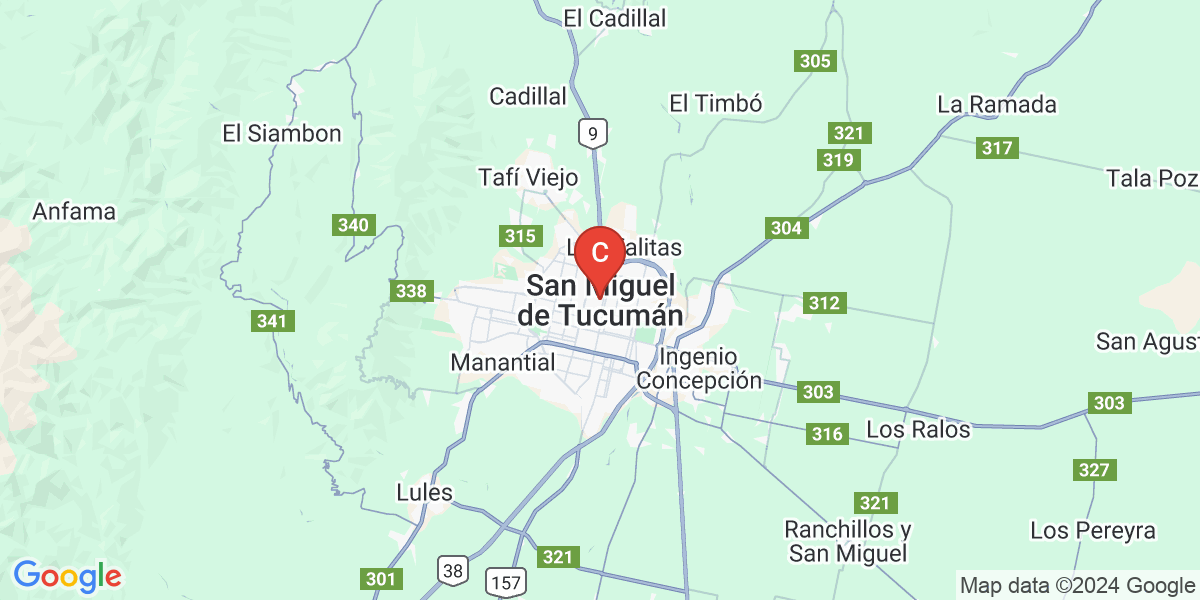 El Cadillal
305
Cadillal
El Timbó
La Ramada
9
El Siambon
321
317
319
Tafí Viejo
Tala Poz
Anfama
340
304
315
alitas
C
San Miguel
de Tucumán
338
312
341
San Agust
Manantial
Ingenio
Concepción
303
303
Los Ralos
316
327
Lules
321
Ranchillos y
San Miguel
Los Pereyra
321
38
301
157
Google
Map data ©2024 Google